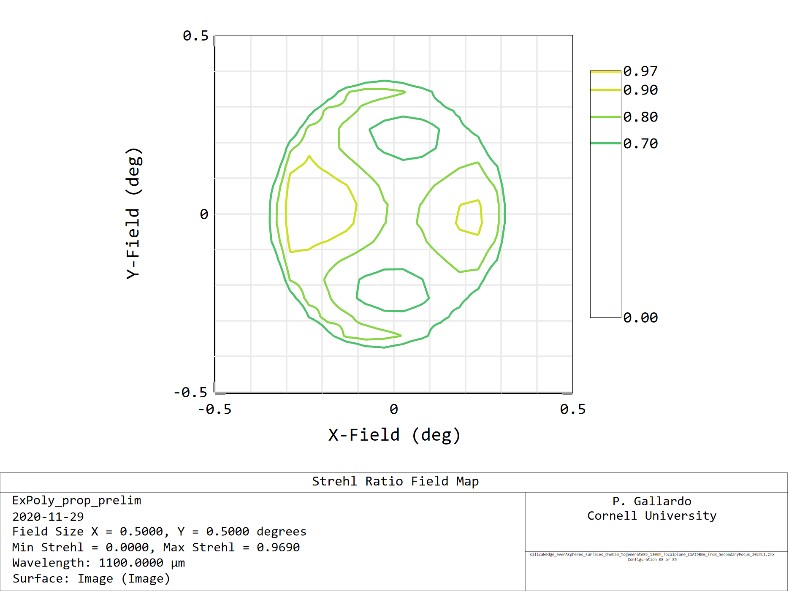 0.5
0
-0.5
Y-Field (deg)
-0.5 0 0.5
X-Field (deg)
0.97
0.90
0.80
0.70
0.00
Strehl Ratio Field Map
ExPoly_prop_prelim
2020-11-29
Field Size X = 0.5000, Y = 0.5000 degrees
Min Strehl = 0.0000, Max Strehl = 0.9690
Wavelength: 1100.0000 µm
Surface: Image (Image)
P. Gallardo
Cornell University